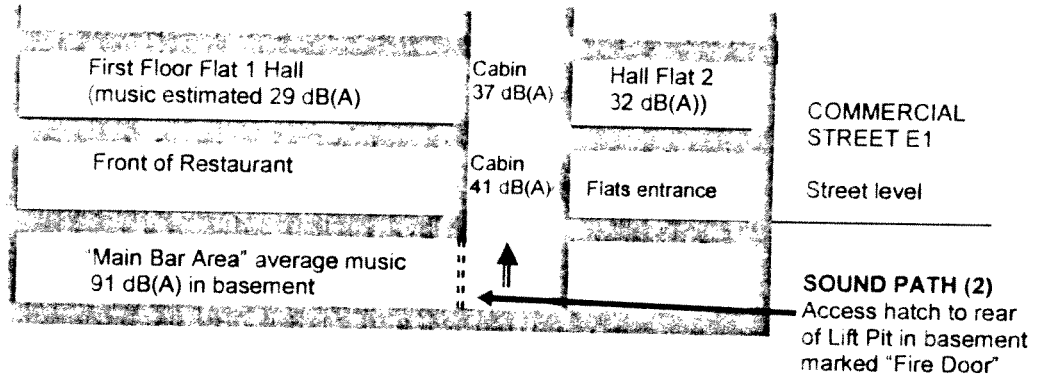 First Floor Flat 1 Hall
(music estimated 29 dB(A)
Cabin
37 dB(A)
Hall Flat 2
32 dB(A))
COMMERCIAL
STREET E1
Front of Restaurant
Cabin
41 dB(A)
Flats entrance
Street level
"Main Bar Area" average music
91 dB(A) in basement
SOUND PATH (2)
Access hatch to rear
of Lift Pit in basement
marked "Fire Door"